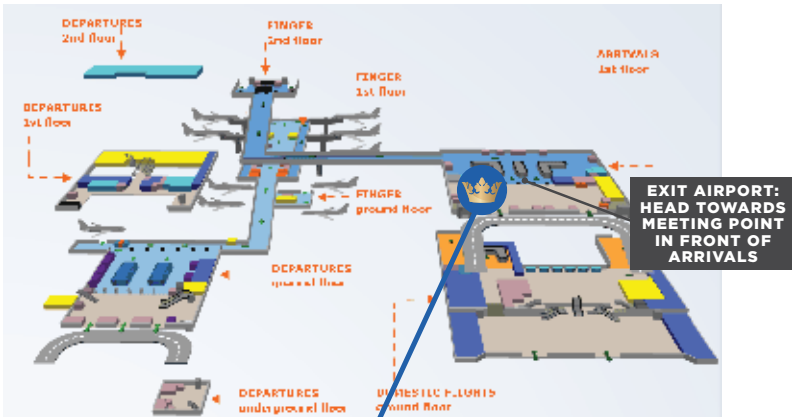 DEPARTURES
2nd floor
FINGER
2nd floor
ARRIVALS
1st floor
FINGER
1st floor
DEPARTURES
1st floor
EXIT AIRPORT:
HEAD TOWARDS
MEETING POINT
IN FRONT OF
ARRIVALS
FINGER
ground floor
DEPARTURES
ground floor
DEPARTURES
underground floor
DOMESTIC FLIGHTS
ground floor